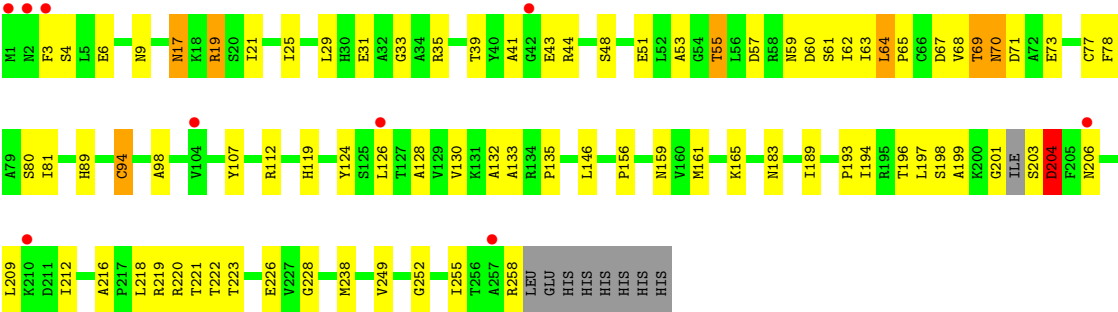 M1 N2 F3 S4 L5 E6 N9 N17 K18 R19 S20 I21 I25 L29 H30 E31 A32 G33 A34 R35 T39 Y40 A41 G42 E43 R44 S48 E51 L52 A53 G54 T55 L56 D57 R58 N59 D60 S61 I62 I63 L64 P65 C66 D67 V68 T69 N70 D71 A72 E73 C77 F78
A79 S80 I81 H89 C94 A98 V104 Y107 R112 H119 Y124 S125 L126 T127 A128 V129 V130 K131 A132 A133 R134 P135 L146 P156 N159 V160 M161 K165 N183 I189 P193 I194 R195 T196 L197 S198 A199 K200 G201 ILE S203 D204 F205 N206
L209 K210 D211 I212 A216 P217 L218 R219 R220 T221 T222 T223 E226 V227 G228 M238 V249 G252 I255 T256 A257 R258 LEU GLU HIS HIS HIS HIS HIS HIS